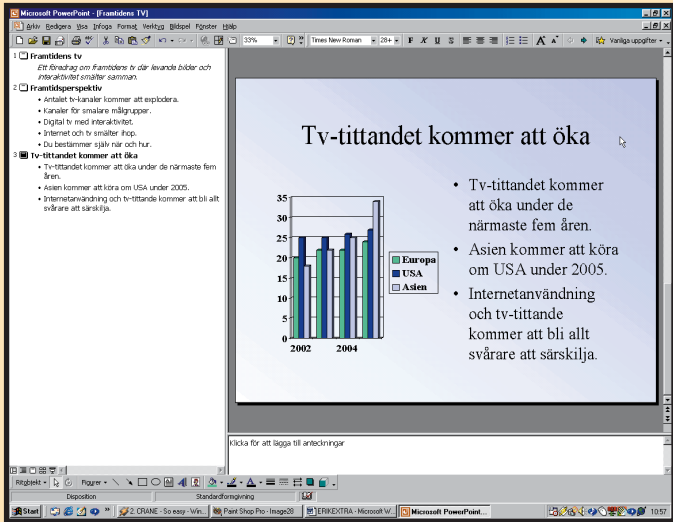 Microsoft PowerPoint - [Framtidens TV]
Arkiv Redigera Visa Infoga Format Verktyg Bildspel Fönster Hjälp
33% Times New Roman 28+ F K U S Vanliga uppgifter
1 Framtidens tv
Ett föredrag om framtidens tv där levande bilder och
interaktivitet smälter samman.
2 Framtidsperspektiv
• Antalet tv-kanaler kommer att explodera.
• Kanaler för smalare målgrupper.
• Digital tv med interaktivitet.
• Internet och tv smälter ihop.
• Du bestämmer själv när och hur.
3 Tv-tittandet kommer att öka
• Tv-tittandet kommer att öka under de närmaste fem
åren.
• Asien kommer att köra om USA under 2005.
• Internetanvändning och tv-tittande kommer att bli allt
svårare att särskilja.
Tv-tittandet kommer att öka
35
30
25
20
15
10
5
0
2002 2004
Europa
USA
Asien
• Tv-tittandet kommer
att öka under de
närmaste fem åren.
• Asien kommer att köra
om USA under 2005.
• Internetanvändning
och tv-tittande
kommer att bli allt
svårare att särskilja.
Klicka för att lägga till anteckningar
Ritobjekt Figurer
Disposition Standardformgivning
Start 2. CRANE - So easy - Win... Paint Shop Pro - Image28 ERIKEXTRA - Microsoft W... Microsoft PowerPoint... 10:57